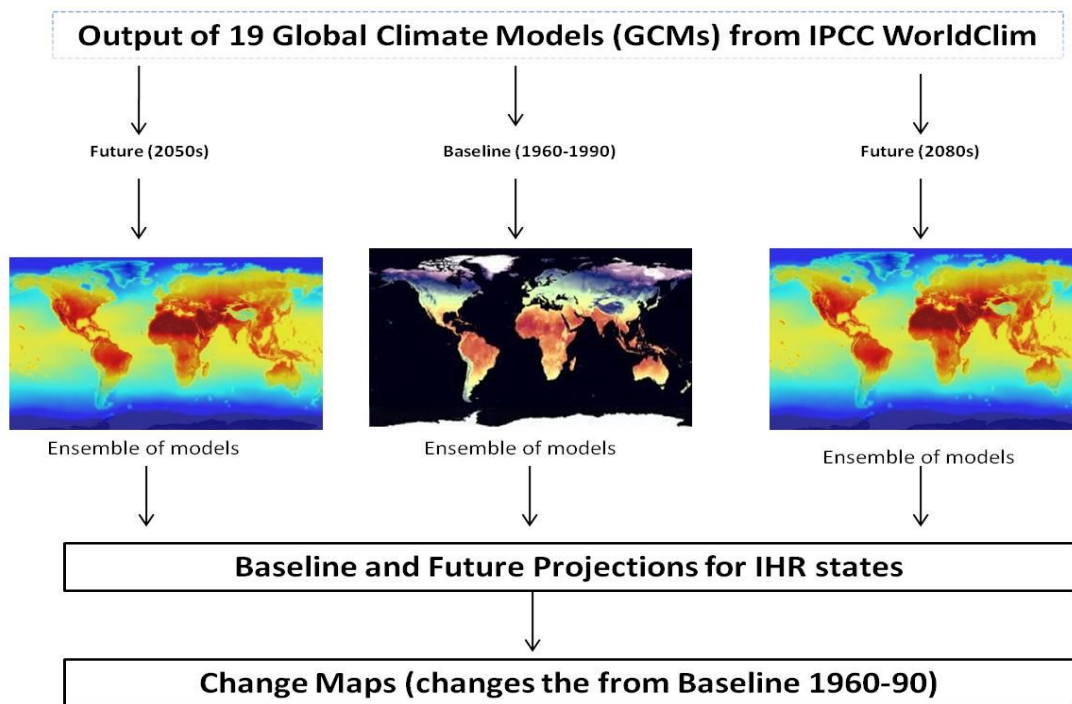 Output of 19 Global Climate Models (GCMs) from IPCC WorldClim
Future (2050s)
Baseline (1960-1990)
Future (2080s)
Ensemble of models
Ensemble of models
Ensemble of models
Baseline and Future Projections for IHR states
Change Maps (changes the from Baseline 1960-90)